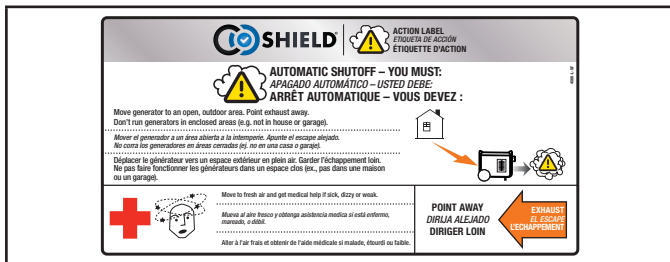 CO SHIELD®
ACTION LABEL
ETIQUETA DE ACCIÓN
ÉTIQUETTE D'ACTION
AUTOMATIC SHUTOFF – YOU MUST:
APAGADO AUTOMÁTICO – USTED DEBE:
ARRÊT AUTOMATIQUE – VOUS DEVEZ :
Move generator to an open, outdoor area. Point exhaust away.
Don't run generators in enclosed areas (e.g. not in house or garage).
Mover el generador a un área abierta a la intemperie. Apunte el escape alejado.
No corra los generadores en áreas cerradas (ej. no en una casa o garaje).
Déplacer le générateur vers un espace extérieur en plein air. Garder l'échappement loin.
Ne pas faire fonctionner les générateurs dans un espace clos (ex., pas dans une maison
ou un garage).
Move to fresh air and get medical help if sick, dizzy or weak.
Mueva al aire fresco y obtenga asistencia medica si está enfermo,
mareado, o débil.
Aller à l'air frais et obtenir de l'aide médicale si malade, étourdi ou faible.
POINT AWAY
DIRIJA ALEJADO
DIRIGER LOIN
EXHAUST
EL ESCAPE
L'ECHAPPEMENT